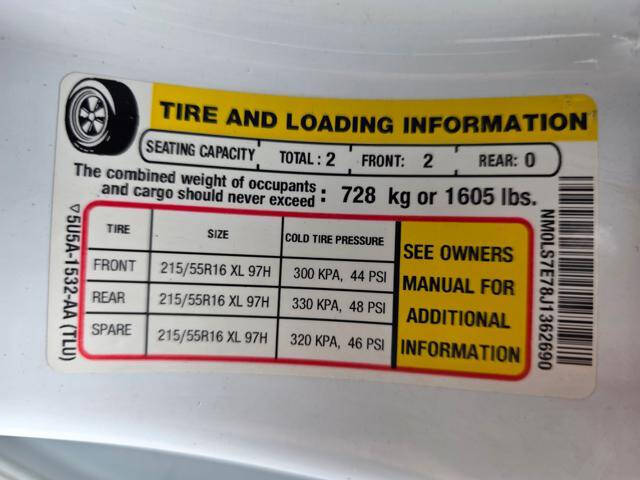 TIRE AND LOADING INFORMATION
SEATING CAPACITY TOTAL : 2 FRONT: 2 REAR: 0
The combined weight of occupants
and cargo should never exceed : 728 kg or 1605 lbs.
TIRE SIZE COLD TIRE PRESSURE
FRONT 215/55R16 XL 97H 300 KPA, 44 PSI
REAR 215/55R16 XL 97H 330 KPA, 48 PSI
SPARE 215/55R16 XL 97H 320 KPA, 46 PSI
SEE OWNERS
MANUAL FOR
ADDITIONAL
INFORMATION
5U5A-1532-AA (TLU)
NM0LS7E78J1362690